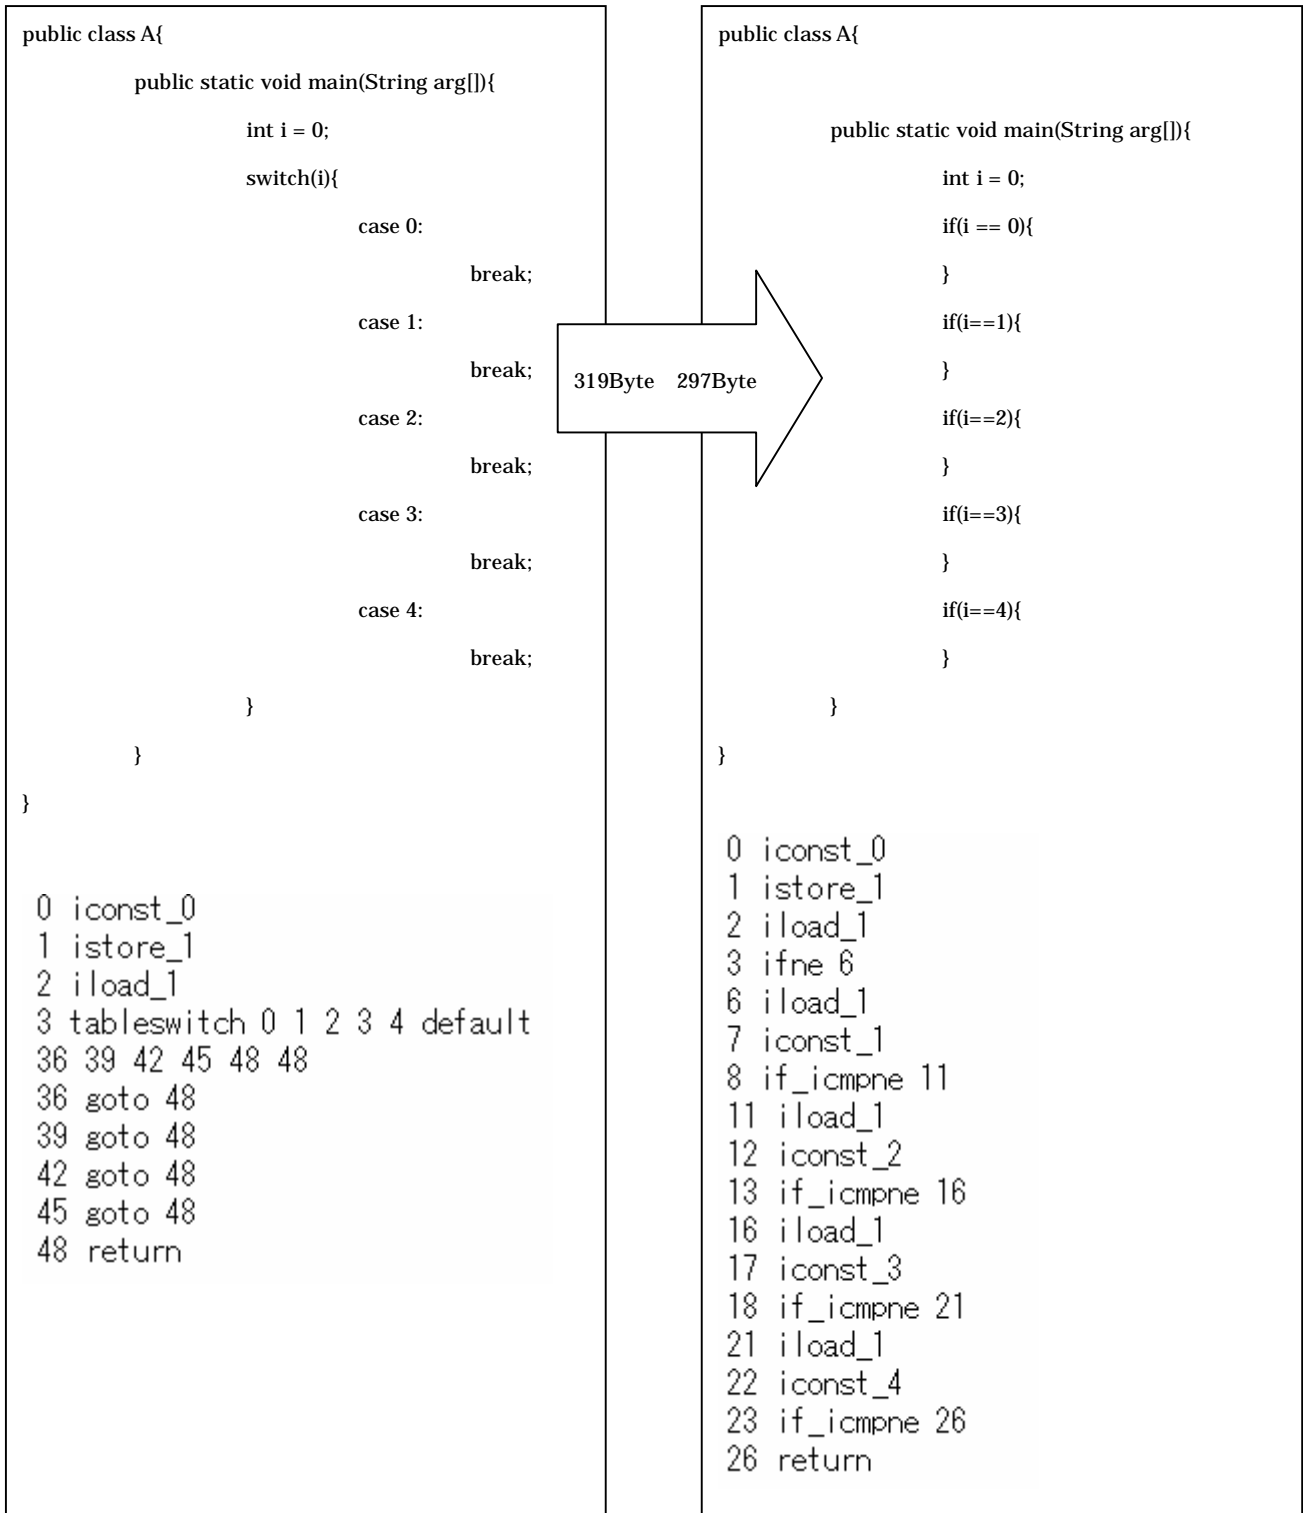 public class A{
public static void main(String arg[]){
int i = 0;
switch(i){
case 0:
break;
case 1:
break;
case 2:
break;
case 3:
break;
case 4:
break;
}
}
}
0 iconst_0
1 istore_1
2 iload_1
3 tableswitch 0 1 2 3 4 default
36 39 42 45 48 48
36 goto 48
39 goto 48
42 goto 48
45 goto 48
48 return
319Byte 297Byte
public class A{
public static void main(String arg[]){
int i = 0;
if(i == 0){
}
if(i==1){
}
if(i==2){
}
if(i==3){
}
if(i==4){
}
}
}
0 iconst_0
1 istore_1
2 iload_1
3 ifne 6
6 iload_1
7 iconst_1
8 if_icmpne 11
11 iload_1
12 iconst_2
13 if_icmpne 16
16 iload_1
17 iconst_3
18 if_icmpne 21
21 iload_1
22 iconst_4
23 if_icmpne 26
26 return